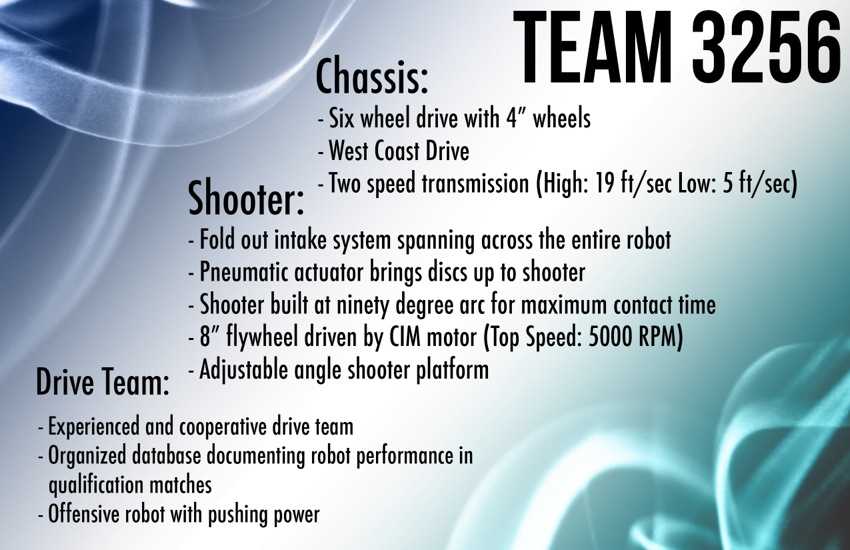 TEAM 3256
Chassis:
- Six wheel drive with 4” wheels
- West Coast Drive
- Two speed transmission (High: 19 ft/sec Low: 5 ft/sec)
Shooter:
- Fold out intake system spanning across the entire robot
- Pneumatic actuator brings discs up to shooter
- Shooter built at ninety degree arc for maximum contact time
- 8” flywheel driven by CIM motor (Top Speed: 5000 RPM)
- Adjustable angle shooter platform
Drive Team:
- Experienced and cooperative drive team
- Organized database documenting robot performance in
qualification matches
- Offensive robot with pushing power